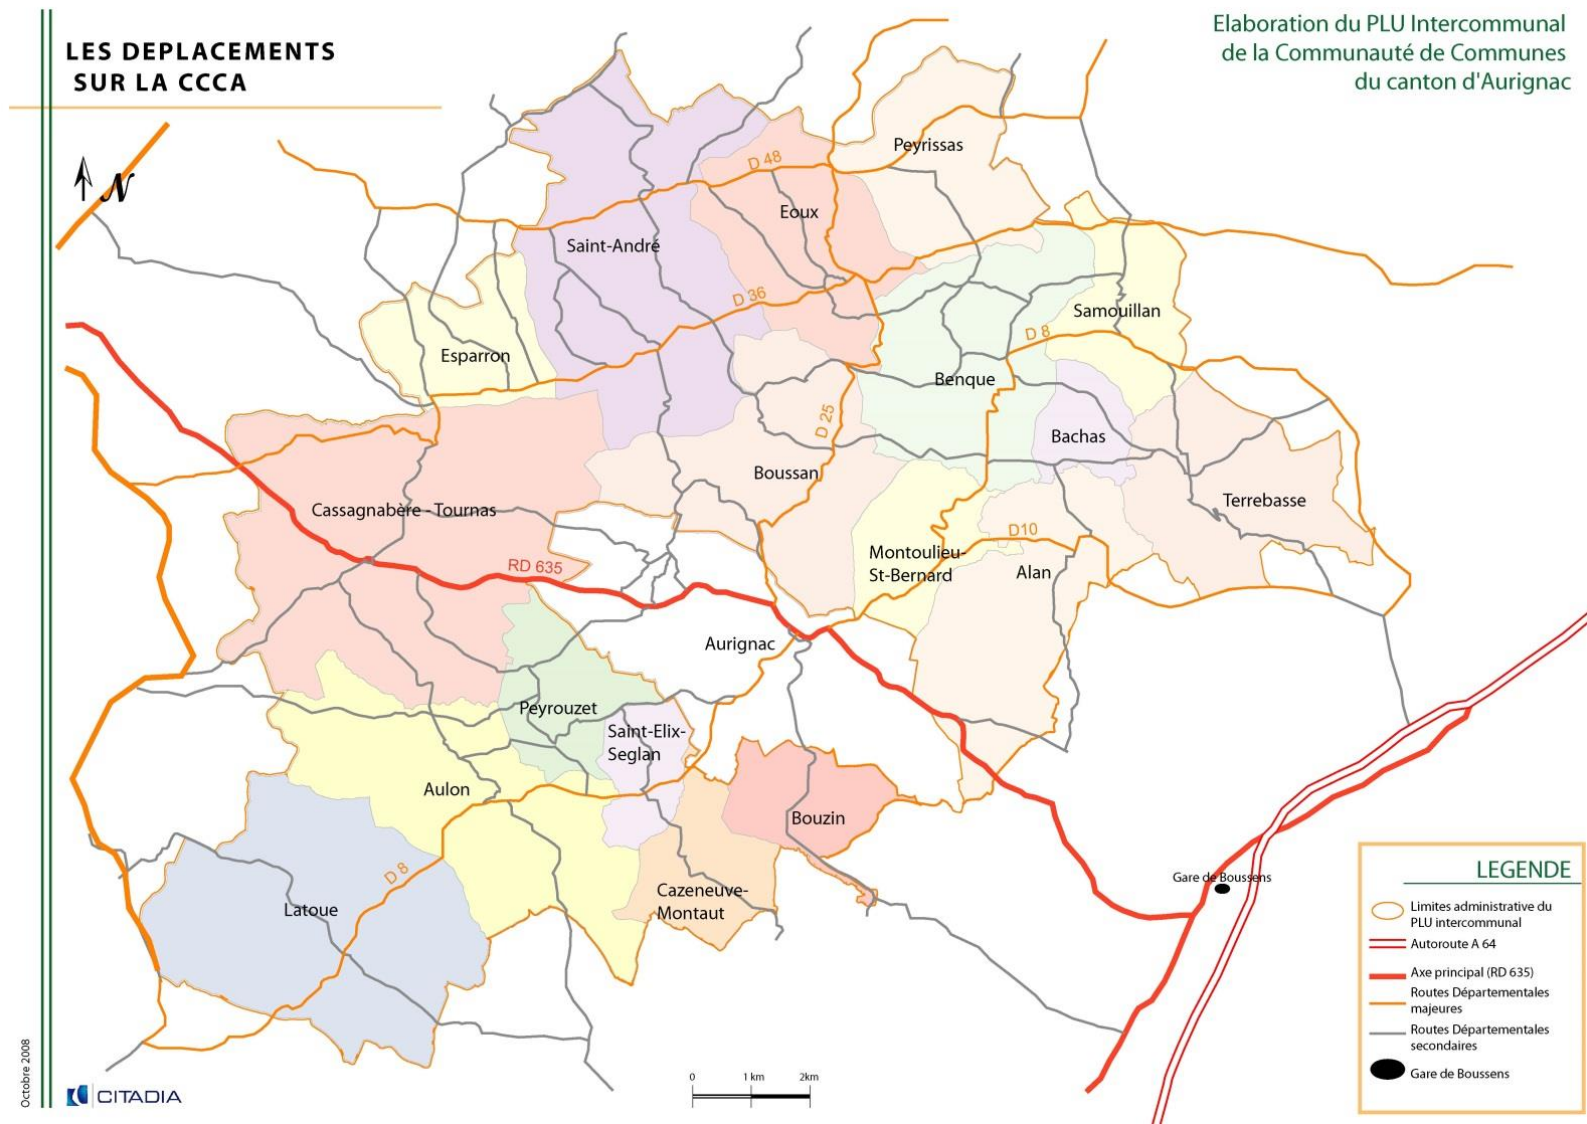 LES DEPLACEMENTS
SUR LA CCCA
Elaboration du PLU Intercommunal
de la Communauté de Communes
du canton d'Aurignac
N
Peyrissas
D 48
Eoux
Saint-André
D 36
Samouillan
D 8
Esparron
Benque
D 25
Bachas
Boussan
Terrebasse
Cassagnabère - Tournas
D10
Montoulieu-
St-Bernard
Alan
RD 635
Aurignac
Peyrouzet
Saint-Elix-
Seglan
Aulon
Bouzin
D 8
Cazeneuve-
Montaut
Latoue
Gare de Boussens
LEGENDE
Limites administrative du
PLU intercommunal
Autoroute A 64
Axe principal (RD 635)
Routes Départementales
majeures
Routes Départementales
secondaires
Gare de Boussens
0 1 km 2km
Octobre 2008
CITADIA